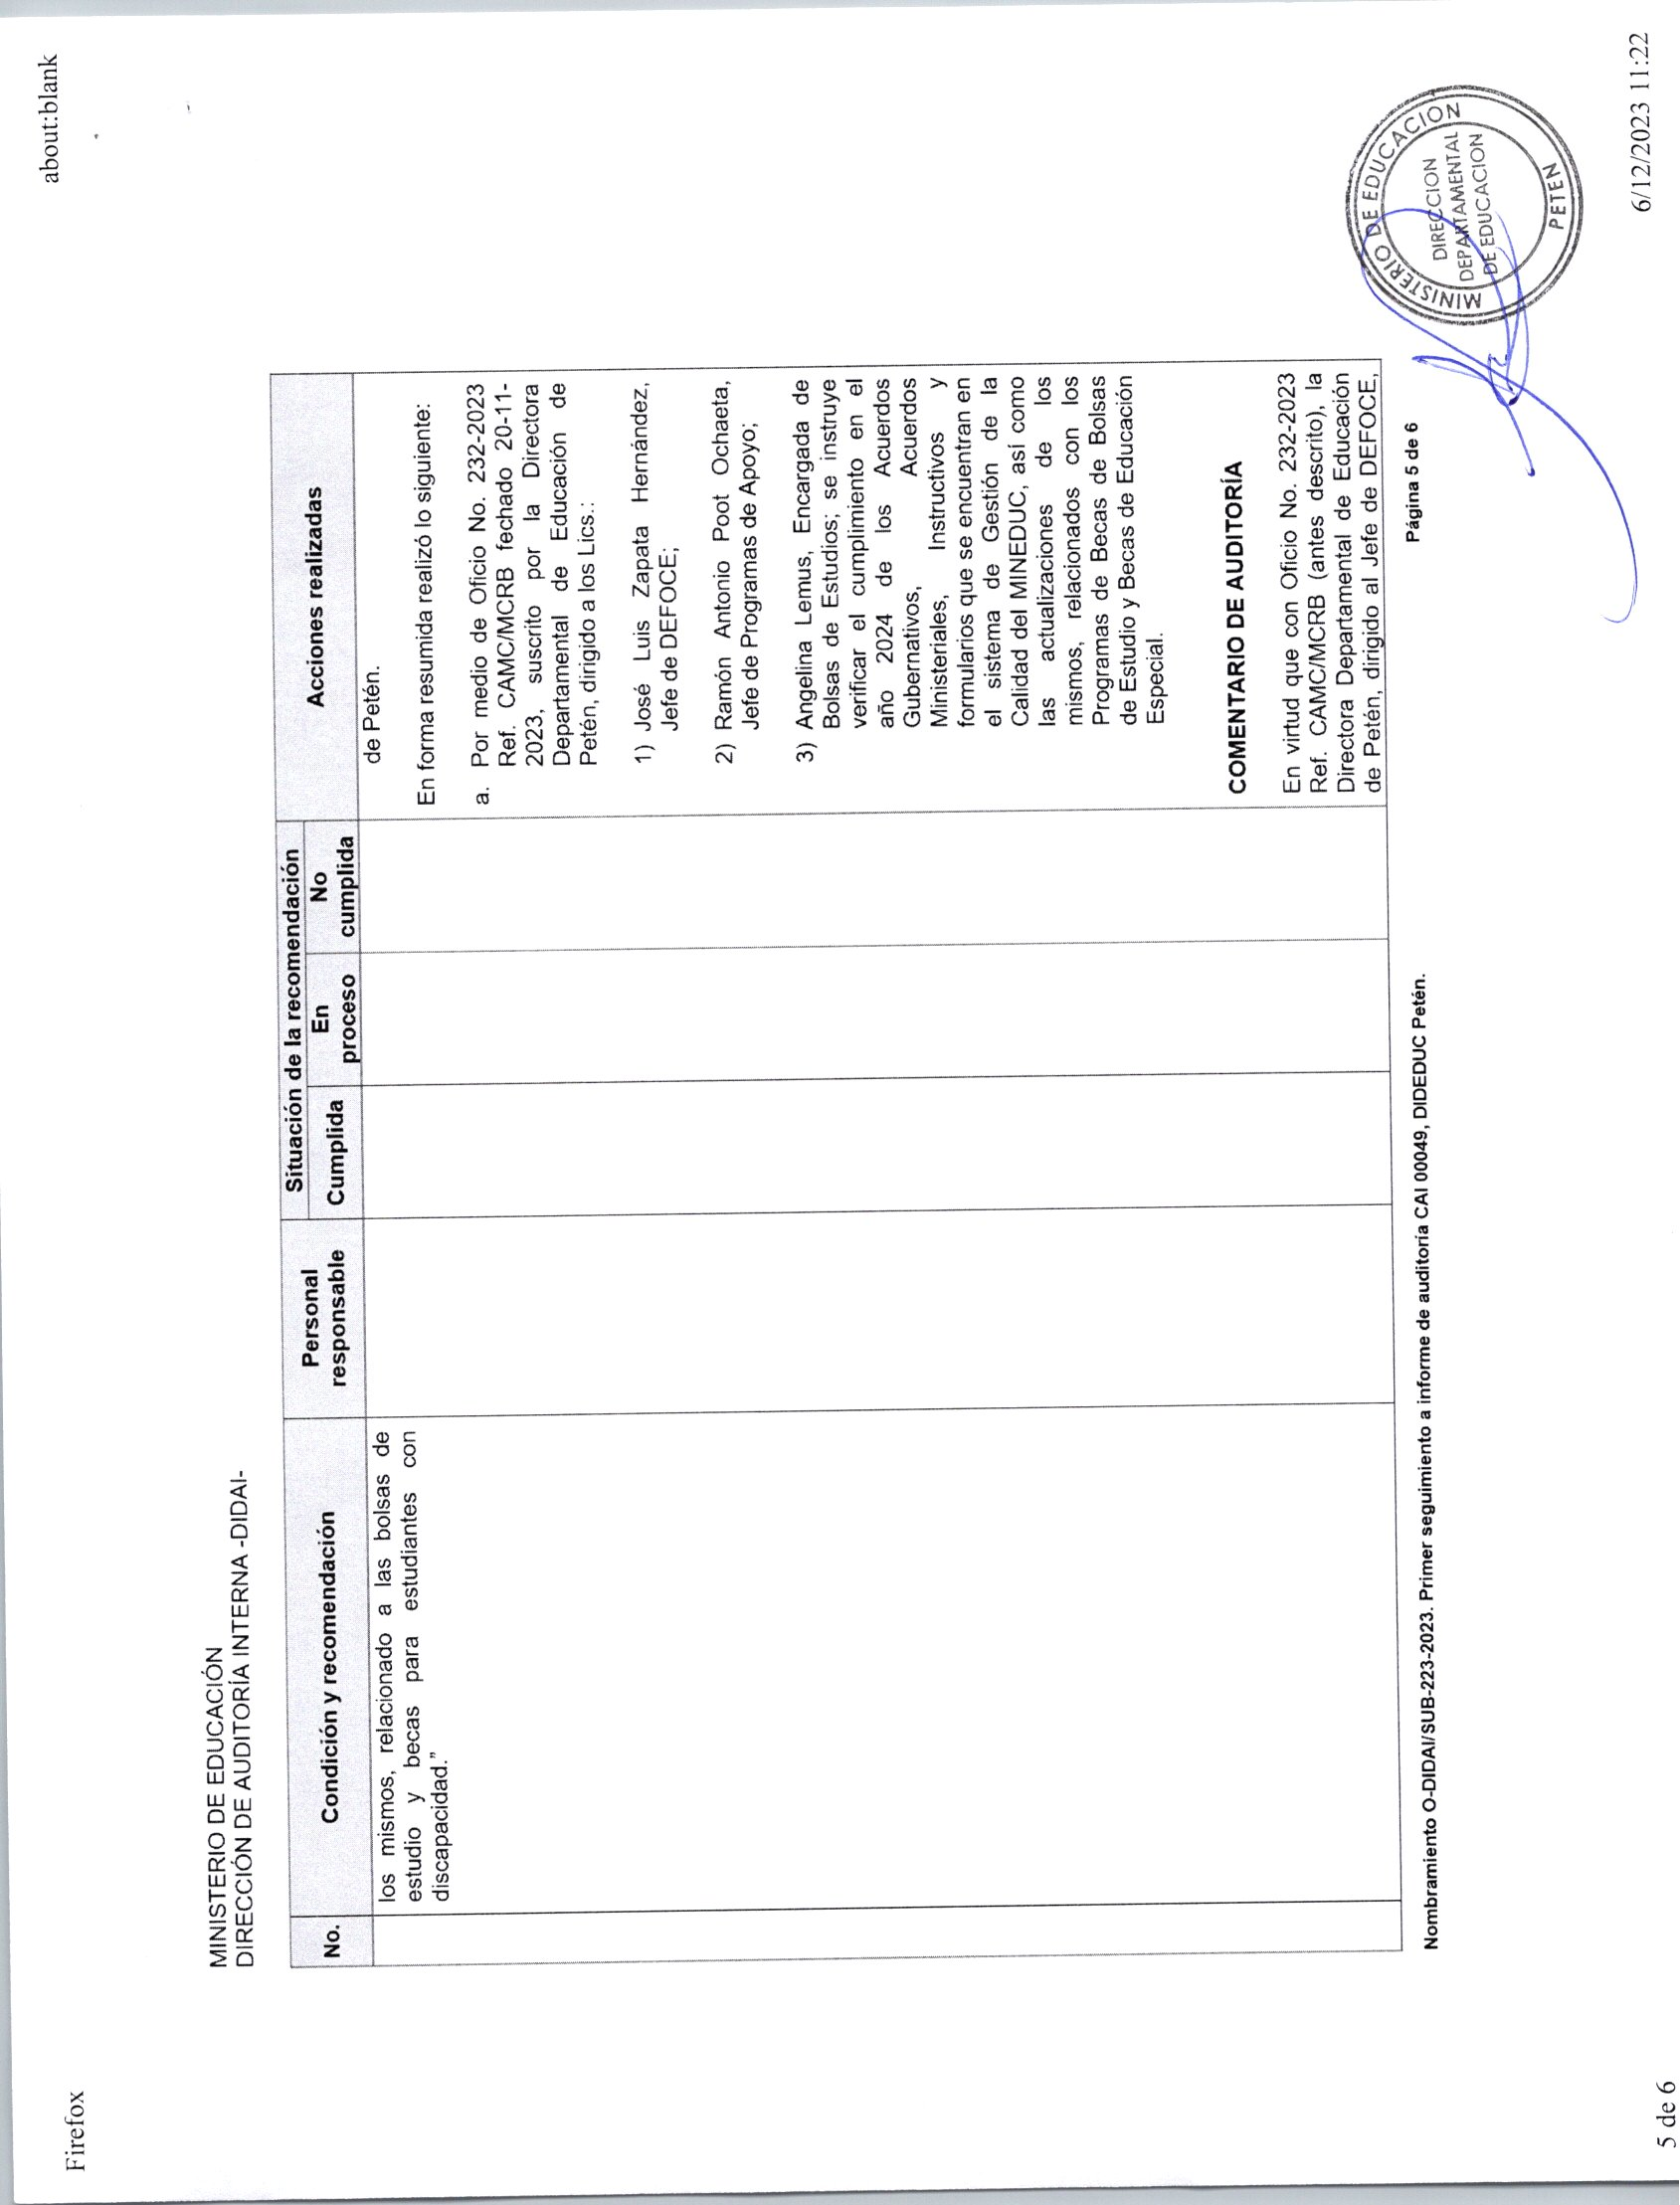 Firefox
about:blank
MINISTERIO DE EDUCACIÓN
DIRECCIÓN DE AUDITORÍA INTERNA -DIDAI-
No.
Condición y recomendación
Personal
responsable
Situación de la recomendación
Cumplida
En
proceso
No
cumplida
Acciones realizadas
los mismos, relacionado a las bolsas de
estudio y becas para estudiantes con
discapacidad."
de Petén.
En forma resumida realizó lo siguiente:
a. Por medio de Oficio No. 232-2023
Ref. CAMC/MCRB fechado 20-11-
2023, suscrito por la Directora
Departamental de Educación de
Petén, dirigido a los Lics.:
1) José Luis Zapata Hernández,
Jefe de DEFOCE;
2) Ramón Antonio Poot Ochaeta,
Jefe de Programas de Apoyo;
3) Angelina Lemus, Encargada de
Bolsas de Estudios; se instruye
verificar el cumplimiento en el
año 2024 de los Acuerdos
Gubernativos, Acuerdos
Ministeriales, Instructivos y
formularios que se encuentran en
el sistema de Gestión de la
Calidad del MINEDUC, así como
las actualizaciones de los
mismos, relacionados con los
Programas de Becas de Bolsas
de Estudio y Becas de Educación
Especial.
COMENTARIO DE AUDITORÍA
En virtud que con Oficio No. 232-2023
Ref. CAMC/MCRB (antes descrito), la
Directora Departamental de Educación
de Petén, dirigido al Jefe de DEFOCE,
Página 5 de 6
Nombramiento O-DIDAI/SUB-223-2023. Primer seguimiento a informe de auditoría CAI 00049, DIDEDUC Petén.
MINISTERIO DE EDUCACION
DIRECCION
DEPARTAMENTAL
DE EDUCACION
PETEN
5 de 6
6/12/2023 11:22